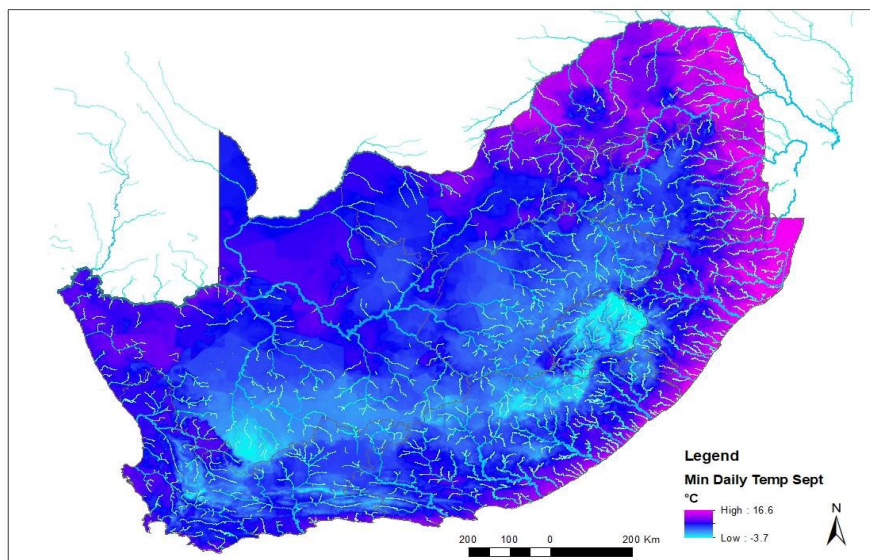 Legend
Min Daily Temp Sept
°C
High : 16.6
Low : -3.7
N
200 100 0 200 Km